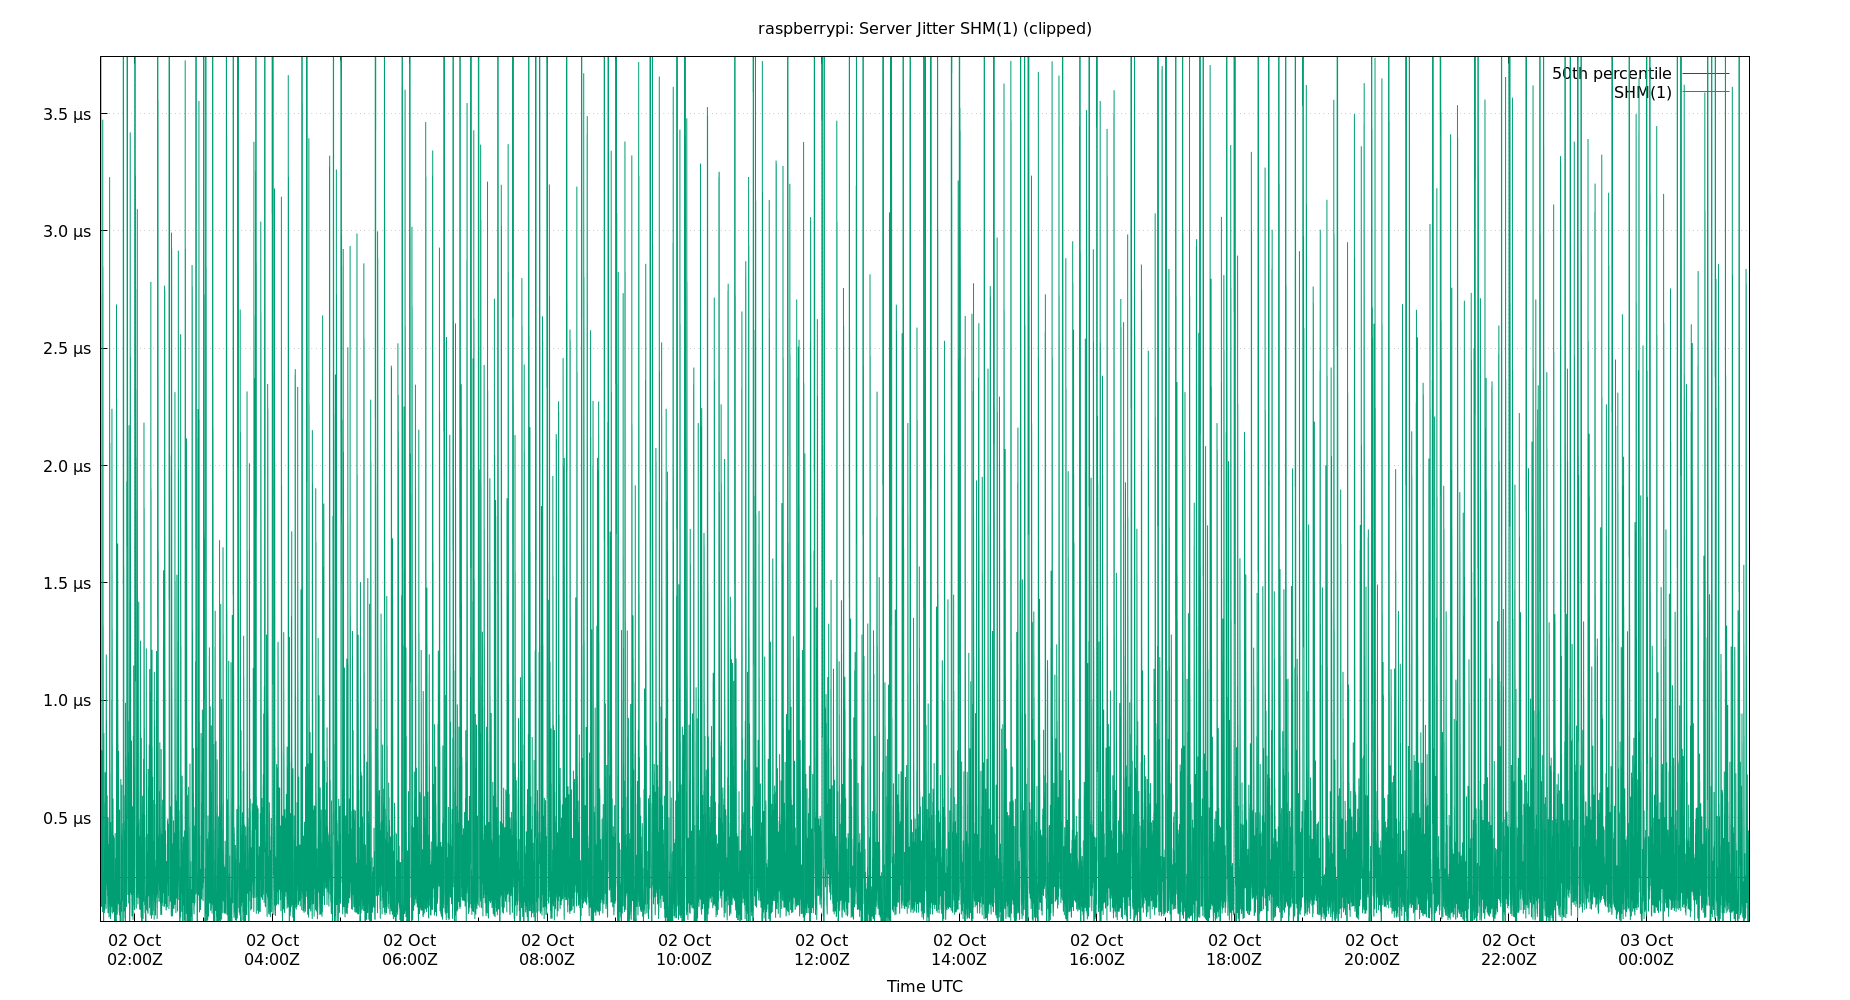 raspberrypi: Server Jitter SHM(1) (clipped)
50th percentile
SHM(1)
3.5 µs
3.0 µs
2.5 µs
2.0 µs
1.5 µs
1.0 µs
0.5 µs
02 Oct 02 Oct 02 Oct 02 Oct 02 Oct 02 Oct 02 Oct 02 Oct 02 Oct 02 Oct 02 Oct 03 Oct
02:00Z 04:00Z 06:00Z 08:00Z 10:00Z 12:00Z 14:00Z 16:00Z 18:00Z 20:00Z 22:00Z 00:00Z
Time UTC